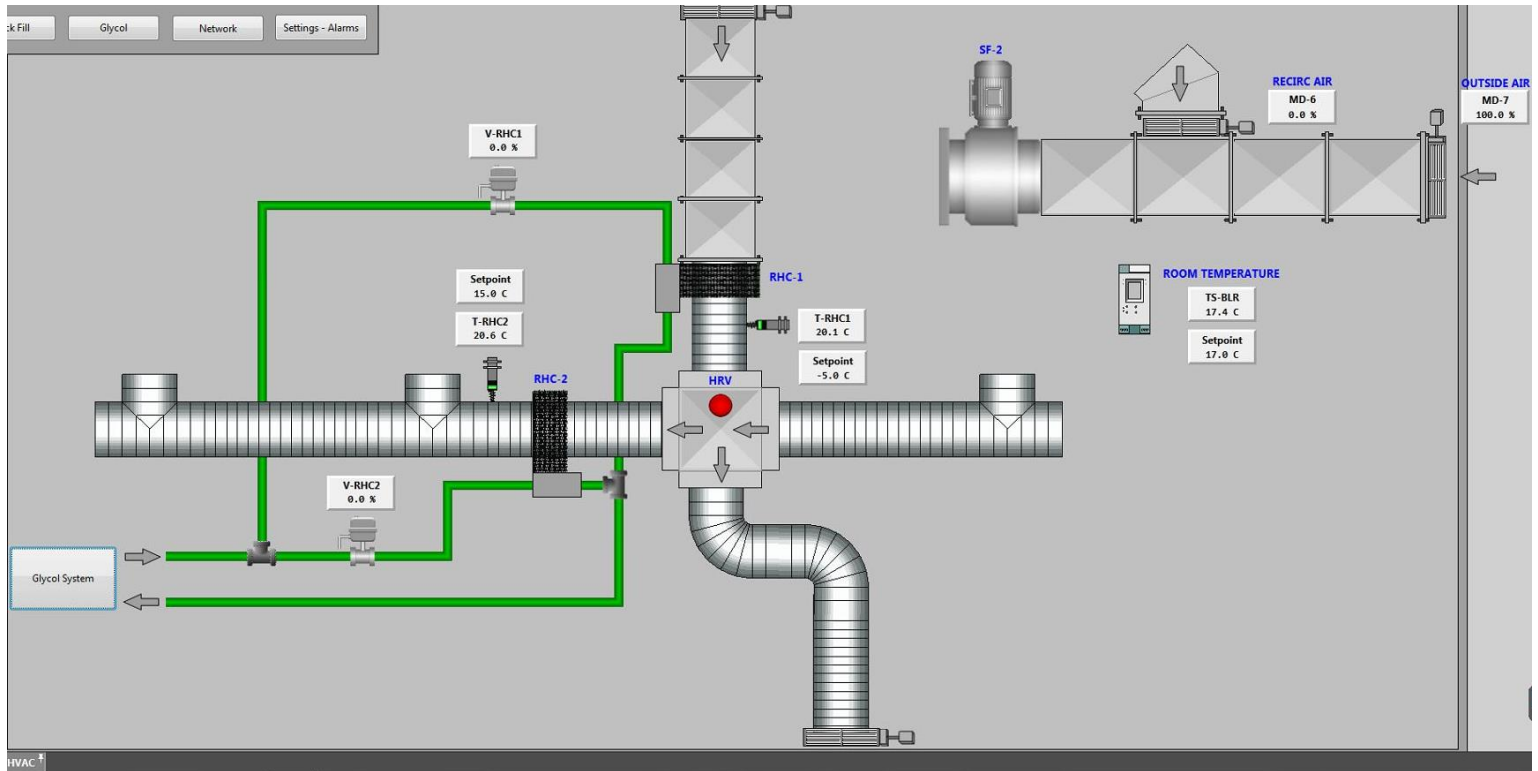 ck Fill
Glycol
Network
Settings - Alarms
SF-2
RECIRC AIR
MD-6
0.0 %
OUTSIDE AIR
MD-7
100.0 %
V-RHC1
0.0 %
RHC-1
Setpoint
15.0 C
T-RHC2
20.6 C
T-RHC1
20.1 C
Setpoint
-5.0 C
ROOM TEMPERATURE
TS-BLR
17.4 C
Setpoint
17.0 C
RHC-2
HRV
V-RHC2
0.0 %
Glycol System
HVAC